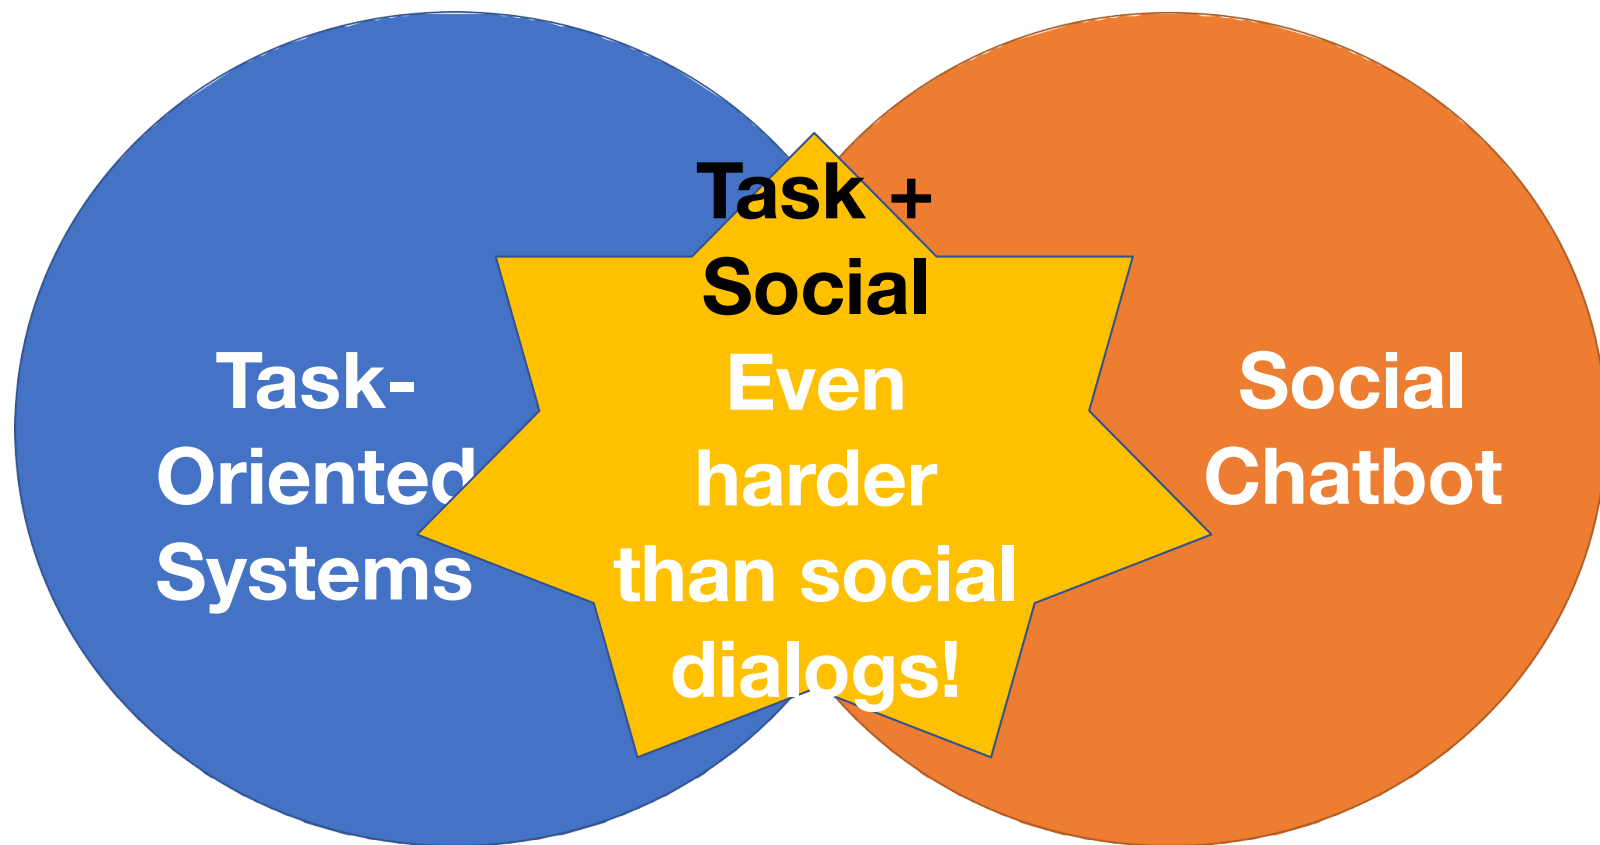 Task-
Oriented
Systems
Task +
Social
Even
harder
than social
dialogs!
Social
Chatbot